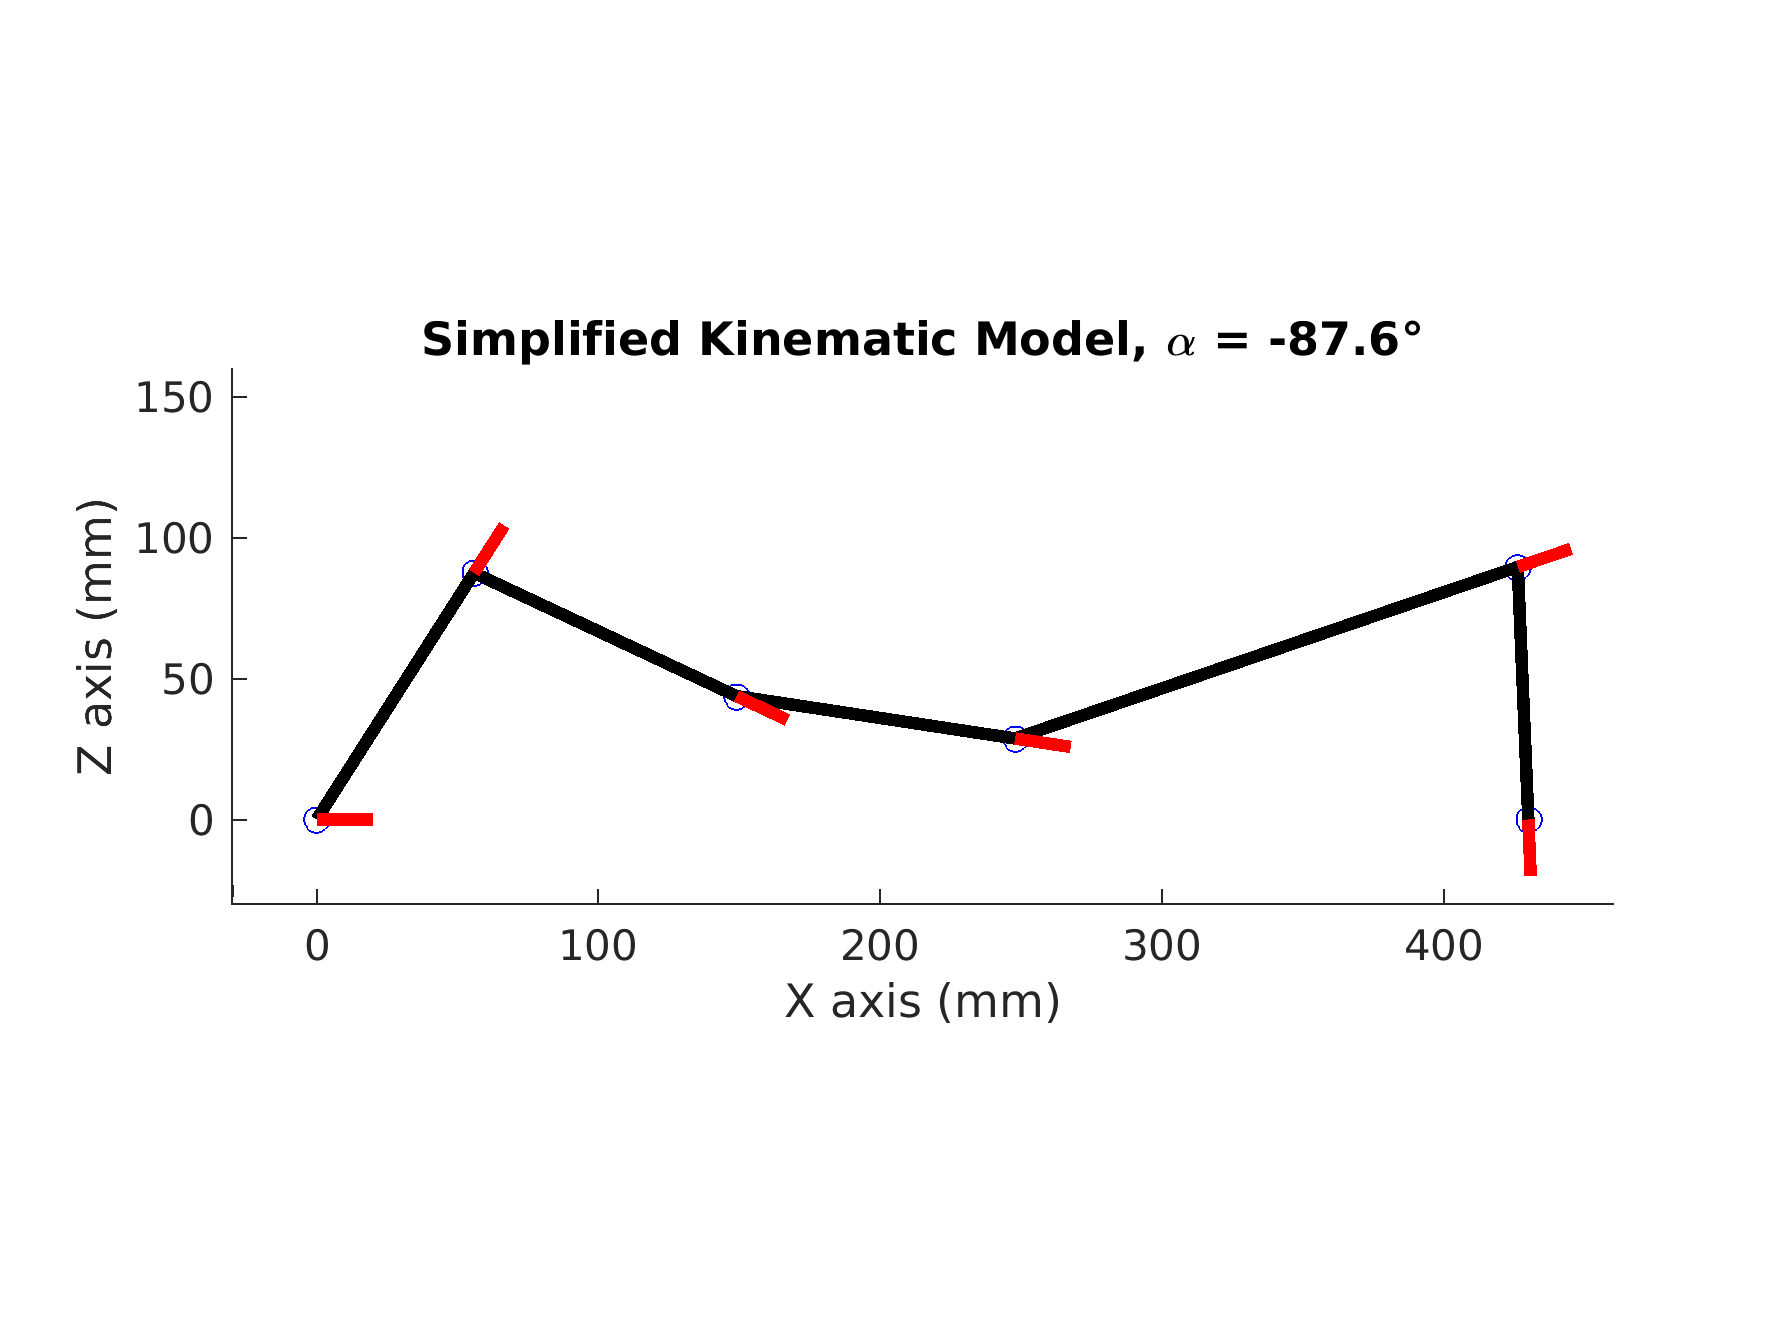 Simplified Kinematic Model, α = -87.6°
150
100
50
0
Z axis (mm)
0 100 200 300 400
X axis (mm)